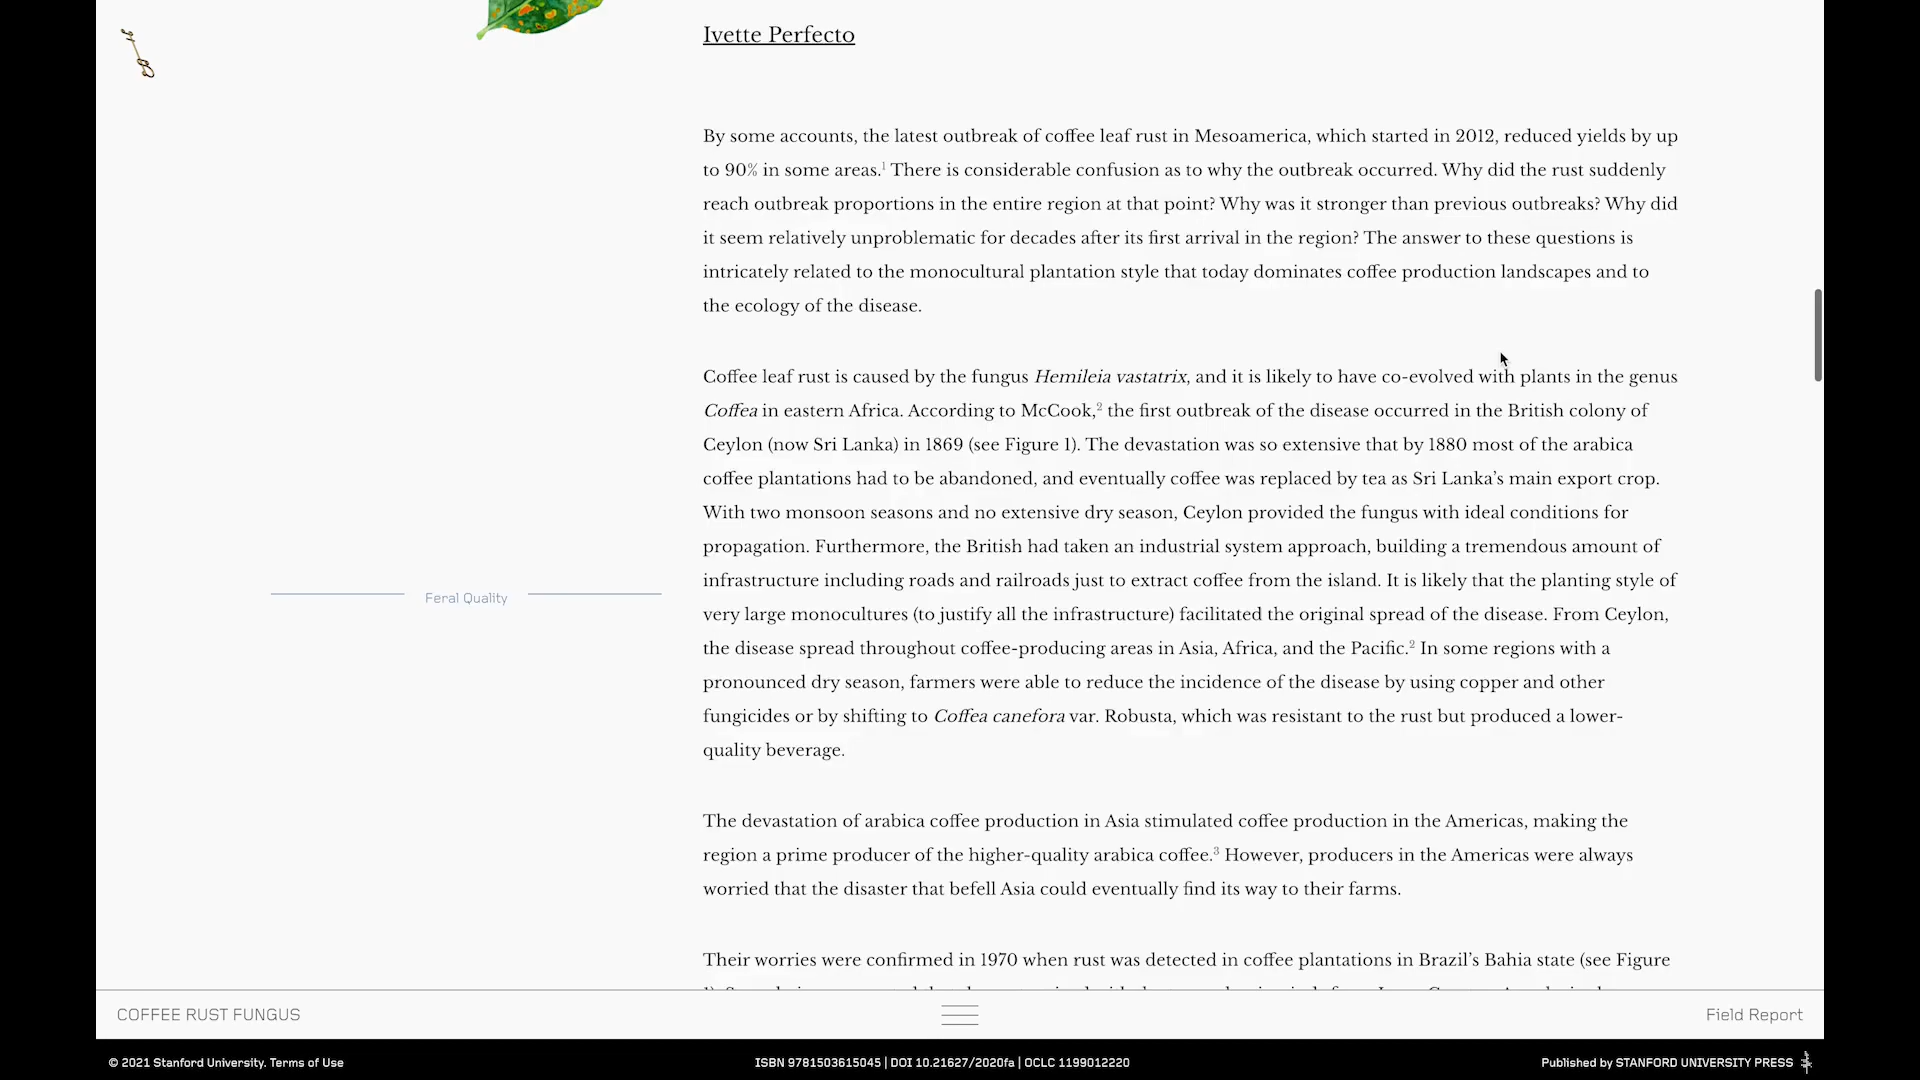 Ivette Perfecto
By some accounts, the latest outbreak of coffee leaf rust in Mesoamerica, which started in 2012, reduced yields by up
to 90% in some areas.1 There is considerable confusion as to why the outbreak occurred. Why did the rust suddenly
reach outbreak proportions in the entire region at that point? Why was it stronger than previous outbreaks? Why did
it seem relatively unproblematic for decades after its first arrival in the region? The answer to these questions is
intricately related to the monocultural plantation style that today dominates coffee production landscapes and to
the ecology of the disease.
Coffee leaf rust is caused by the fungus Hemileia vastatrix, and it is likely to have co-evolved with plants in the genus
Coffea in eastern Africa. According to McCook,2 the first outbreak of the disease occurred in the British colony of
Ceylon (now Sri Lanka) in 1869 (see Figure 1). The devastation was so extensive that by 1880 most of the arabica
coffee plantations had to be abandoned, and eventually coffee was replaced by tea as Sri Lanka’s main export crop.
With two monsoon seasons and no extensive dry season, Ceylon provided the fungus with ideal conditions for
propagation. Furthermore, the British had taken an industrial system approach, building a tremendous amount of
infrastructure including roads and railroads just to extract coffee from the island. It is likely that the planting style of
very large monocultures (to justify all the infrastructure) facilitated the original spread of the disease. From Ceylon,
the disease spread throughout coffee-producing areas in Asia, Africa, and the Pacific.2 In some regions with a
pronounced dry season, farmers were able to reduce the incidence of the disease by using copper and other
fungicides or by shifting to Coffea canefora var. Robusta, which was resistant to the rust but produced a lower-
quality beverage.
Feral Quality
The devastation of arabica coffee production in Asia stimulated coffee production in the Americas, making the
region a prime producer of the higher-quality arabica coffee.3 However, producers in the Americas were always
worried that the disaster that befell Asia could eventually find its way to their farms.
Their worries were confirmed in 1970 when rust was detected in coffee plantations in Brazil’s Bahia state (see Figure
COFFEE RUST FUNGUS
Field Report
© 2021 Stanford University. Terms of Use
ISBN 9781503615045 | DOI 10.21627/2020fa | OCLC 1199012220
Published by STANFORD UNIVERSITY PRESS